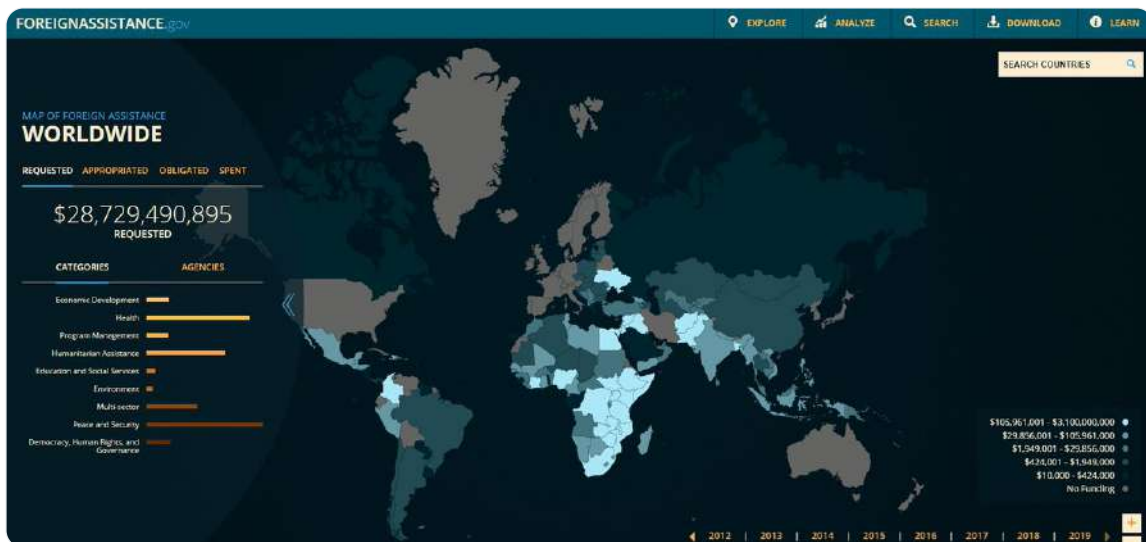 FOREIGNASSISTANCE.gov
EXPLORE
ANALYZE
SEARCH
DOWNLOAD
LEARN
SEARCH COUNTRIES
MAP OF FOREIGN ASSISTANCE
WORLDWIDE
REQUESTED APPROPRIATED OBLIGATED SPENT
$28,729,490,895
REQUESTED
CATEGORIES AGENCIES
Economic Development
Health
Program Management
Humanitarian Assistance
Education and Social Services
Environment
Multi-sector
Peace and Security
Democracy, Human Rights, and
Governance
$105,961,001 - $3,100,000,000
$29,856,001 - $105,961,000
$1,949,001 - $29,856,000
$424,001 - $1,949,000
$10,000 - $424,000
No Funding
2012 | 2013 | 2014 | 2015 | 2016 | 2017 | 2018 | 2019